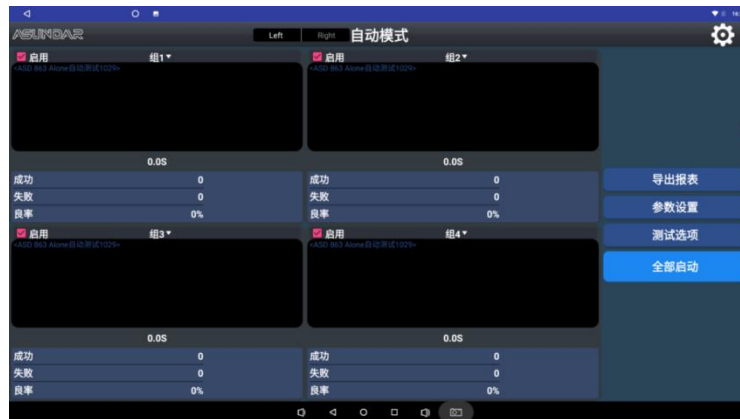 ASUNDAR
Left Right 自动模式
启用 组1
<ASD 863 Alone自动测试1029>
0.0S
成功 0
失败 0
良率 0%
启用 组2
<ASD 863 Alone自动测试1029>
0.0S
成功 0
失败 0
良率 0%
启用 组3
<ASD 863 Alone自动测试1029>
0.0S
成功 0
失败 0
良率 0%
启用 组4
<ASD 863 Alone自动测试1029>
0.0S
成功 0
失败 0
良率 0%
导出报表
参数设置
测试选项
全部启动